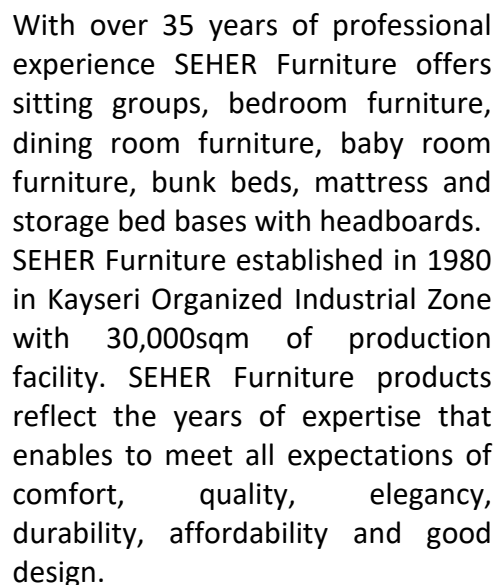 With over 35 years of professional
experience SEHER Furniture offers
sitting groups, bedroom furniture,
dining room furniture, baby room
furniture, bunk beds, mattress and
storage bed bases with headboards.
SEHER Furniture established in 1980
in Kayseri Organized Industrial Zone
with 30,000sqm of production
facility. SEHER Furniture products
reflect the years of expertise that
enables to meet all expectations of
comfort, quality, elegancy,
durability, affordability and good
design.